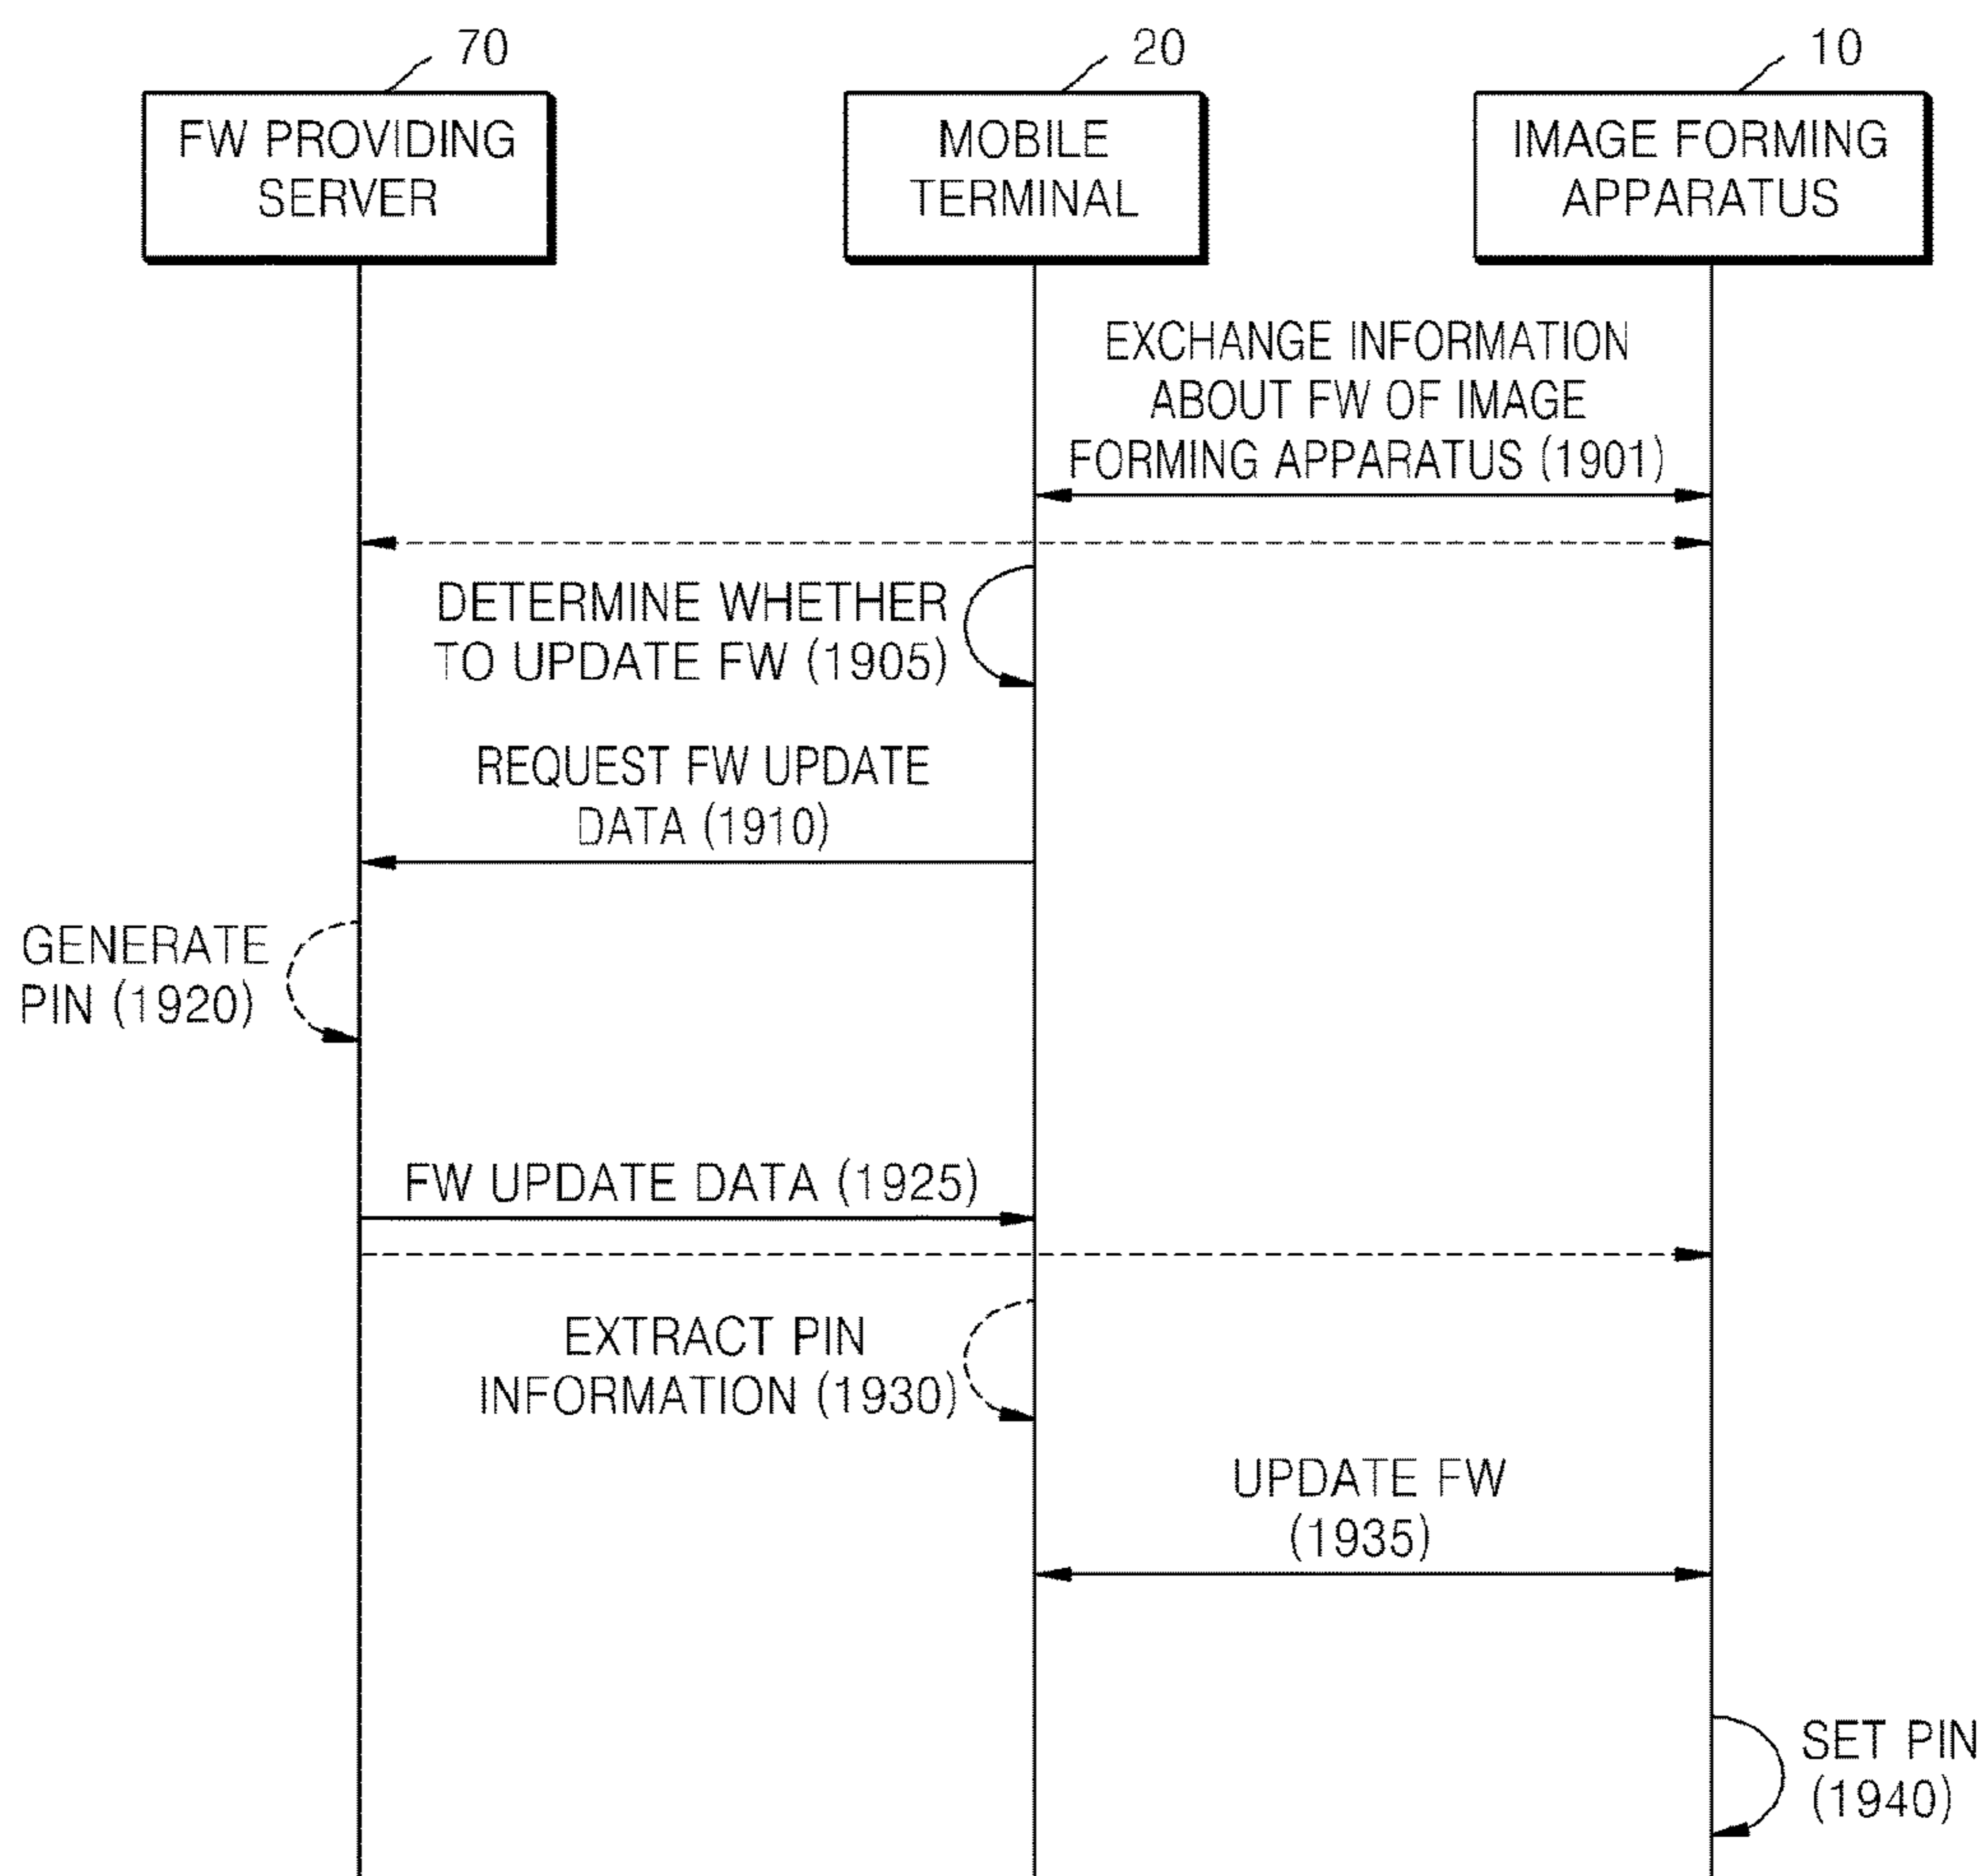 70
20
10
FW PROVIDING
SERVER
MOBILE
TERMINAL
IMAGE FORMING
APPARATUS
EXCHANGE INFORMATION
ABOUT FW OF IMAGE
FORMING APPARATUS (1901)
DETERMINE WHETHER
TO UPDATE FW (1905)
REQUEST FW UPDATE
DATA (1910)
GENERATE
PIN (1920)
FW UPDATE DATA (1925)
EXTRACT PIN
INFORMATION (1930)
UPDATE FW
(1935)
SET PIN
(1940)